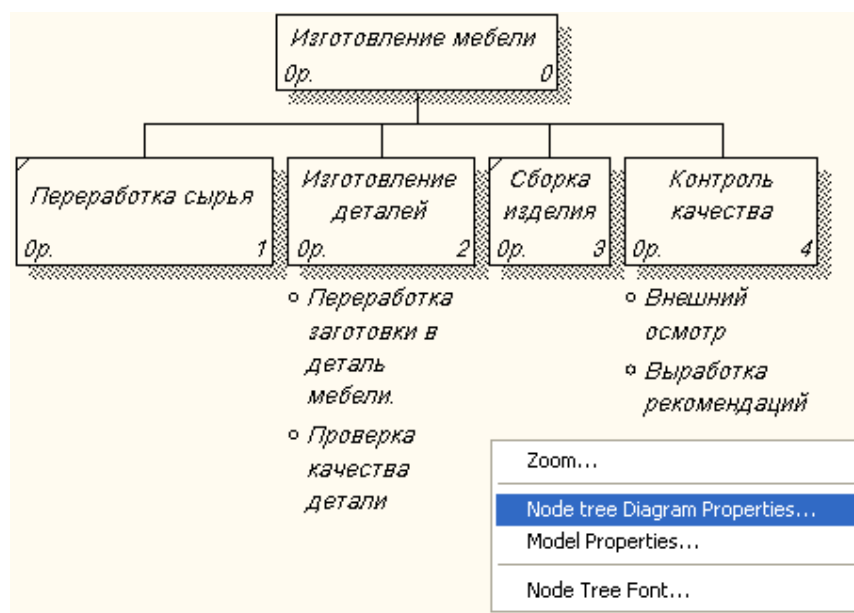 Изготовление мебели
0р. 0
Переработка сырья
0р. 1
Изготовление
деталей
0р. 2
Сборка
изделия
0р. 3
Контроль
качества
0р. 4
Переработка
заготовки в
деталь
мебели.
Проверка
качества
детали
Внешний
осмотр
Выработка
рекомендаций
Zoom...
Node tree Diagram Properties...
Model Properties...
Node Tree Font...